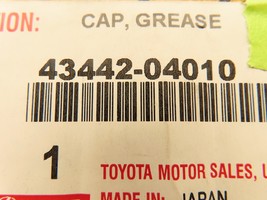 ION: CAP, GREASE
43442-04010
1
TOYOTA MOTOR SALES, U
MADE IN: JAPAN